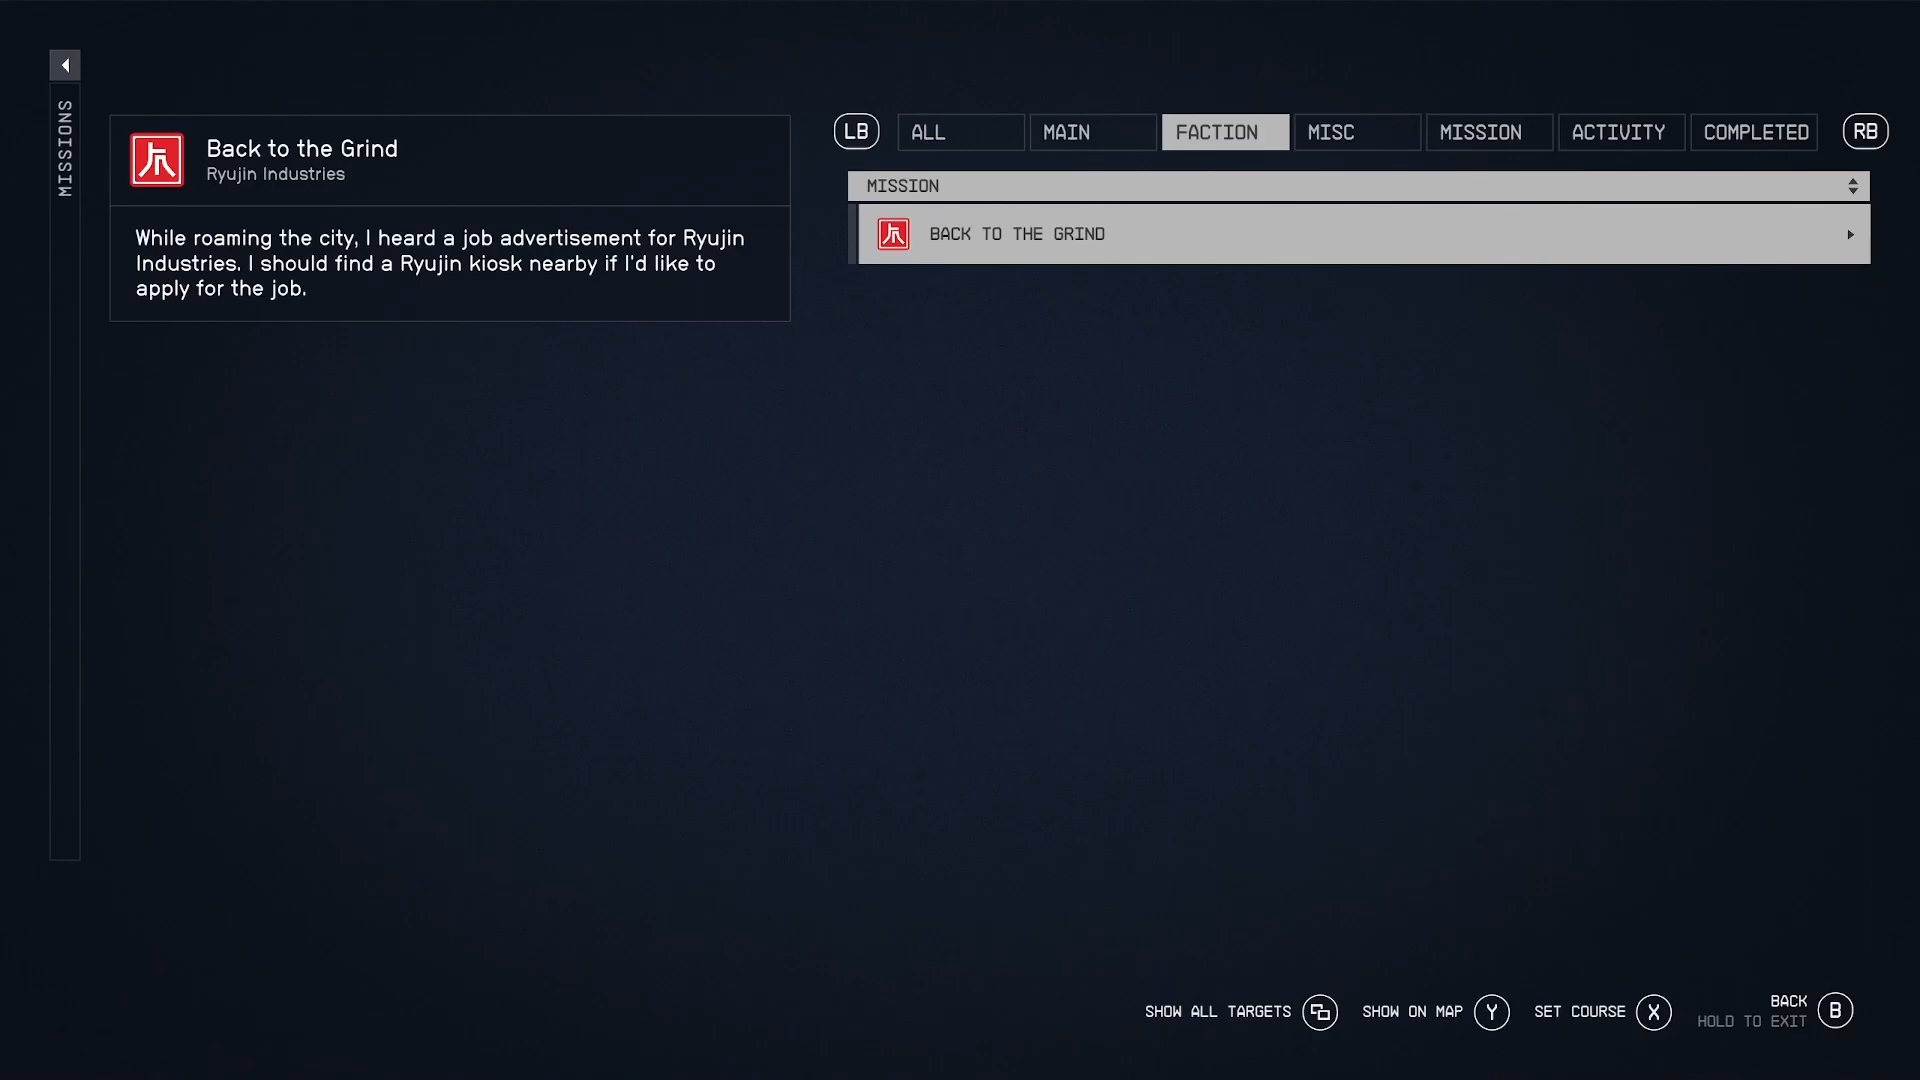 MISSIONS
Back to the Grind
Ryujin Industries
While roaming the city, I heard a job advertisement for Ryujin
Industries. I should find a Ryujin kiosk nearby if I'd like to
apply for the job.
LB ALL MAIN FACTION MISC MISSION ACTIVITY COMPLETED RB
MISSION
BACK TO THE GRIND
SHOW ALL TARGETS SHOW ON MAP Y SET COURSE X BACK B
HOLD TO EXIT